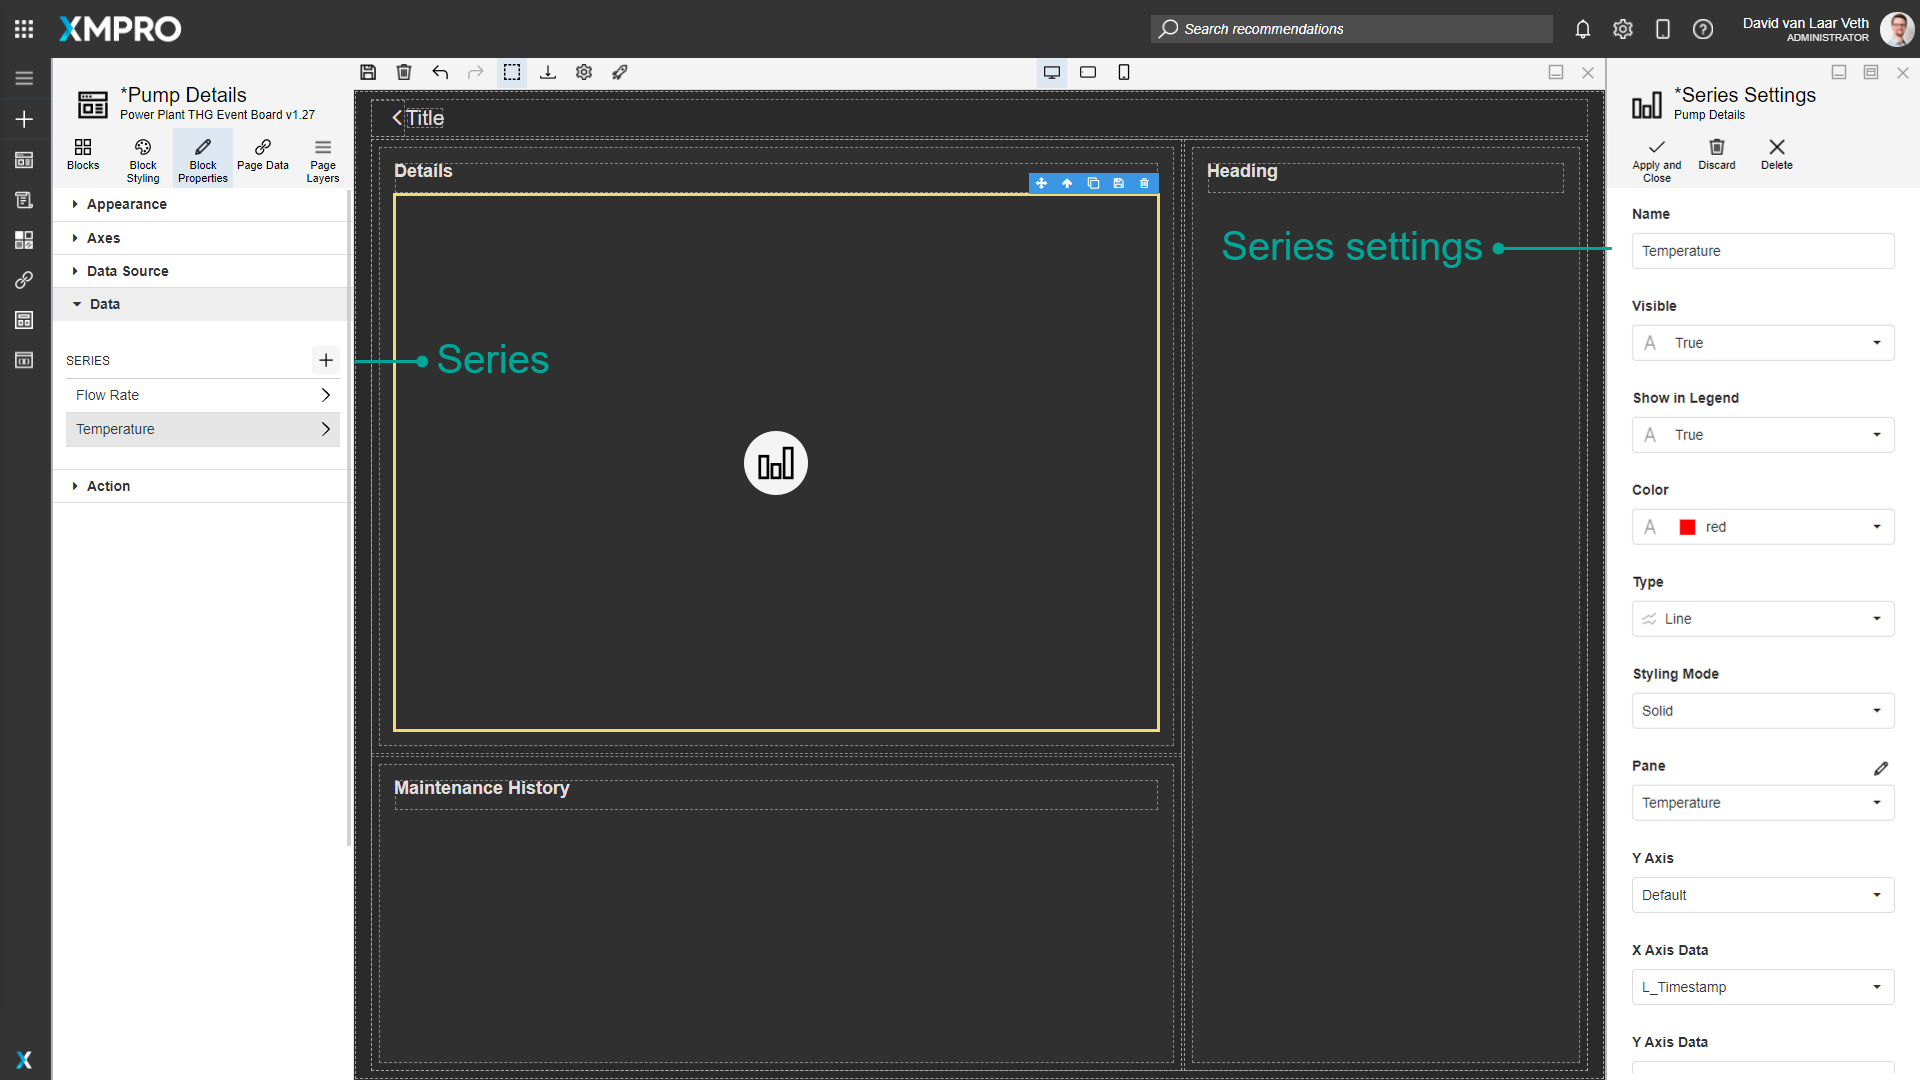 XMPRO
Search recommendations
David van Laar Veth
ADMINISTRATOR
*Pump Details
Power Plant THG Event Board v1.27
Blocks
Block Styling
Block Properties
Page Data
Page Layers
Appearance
Axes
Data Source
Data
SERIES
Flow Rate
Temperature
Action
Title
Details
Series
Maintenance History
Heading
Series settings
*Series Settings
Pump Details
Apply and Close
Discard
Delete
Name
Temperature
Visible
A True
Show in Legend
A True
Color
A red
Type
Line
Styling Mode
Solid
Pane
Temperature
Y Axis
Default
X Axis Data
L_Timestamp
Y Axis Data
X